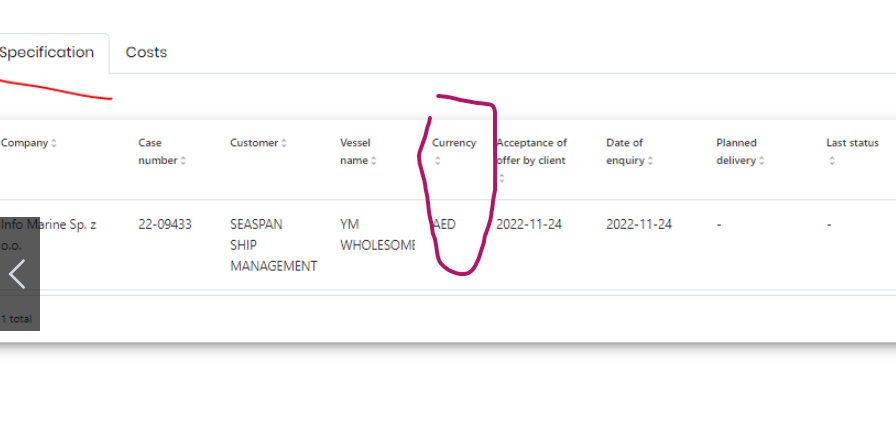 Specification Costs
Company Case number Customer Vessel name Currency Acceptance of offer by client Date of enquiry Planned delivery Last status
Info Marine Sp. z o.o. 22-09433 SEASPAN SHIP MANAGEMENT YM WHOLESOME AED 2022-11-24 2022-11-24 - -
1 total